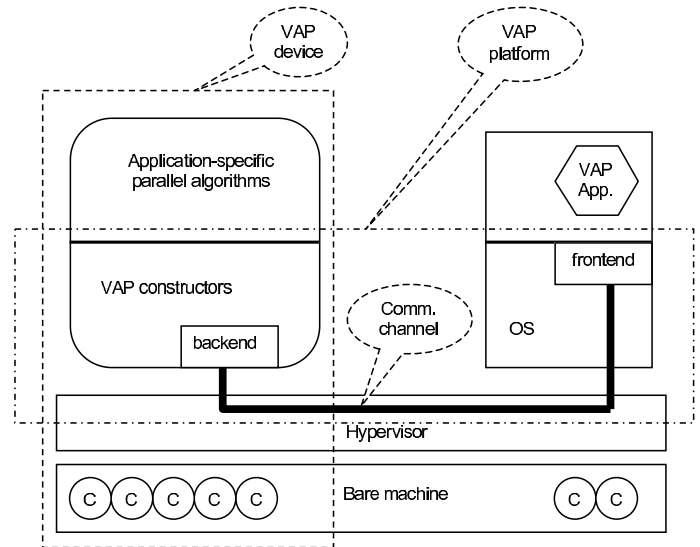 VAP
device
VAP
platform
Application-specific
parallel algorithms
VAP
App.
VAP constructors
frontend
Comm.
channel
OS
backend
Hypervisor
C C C C C
Bare machine
C C